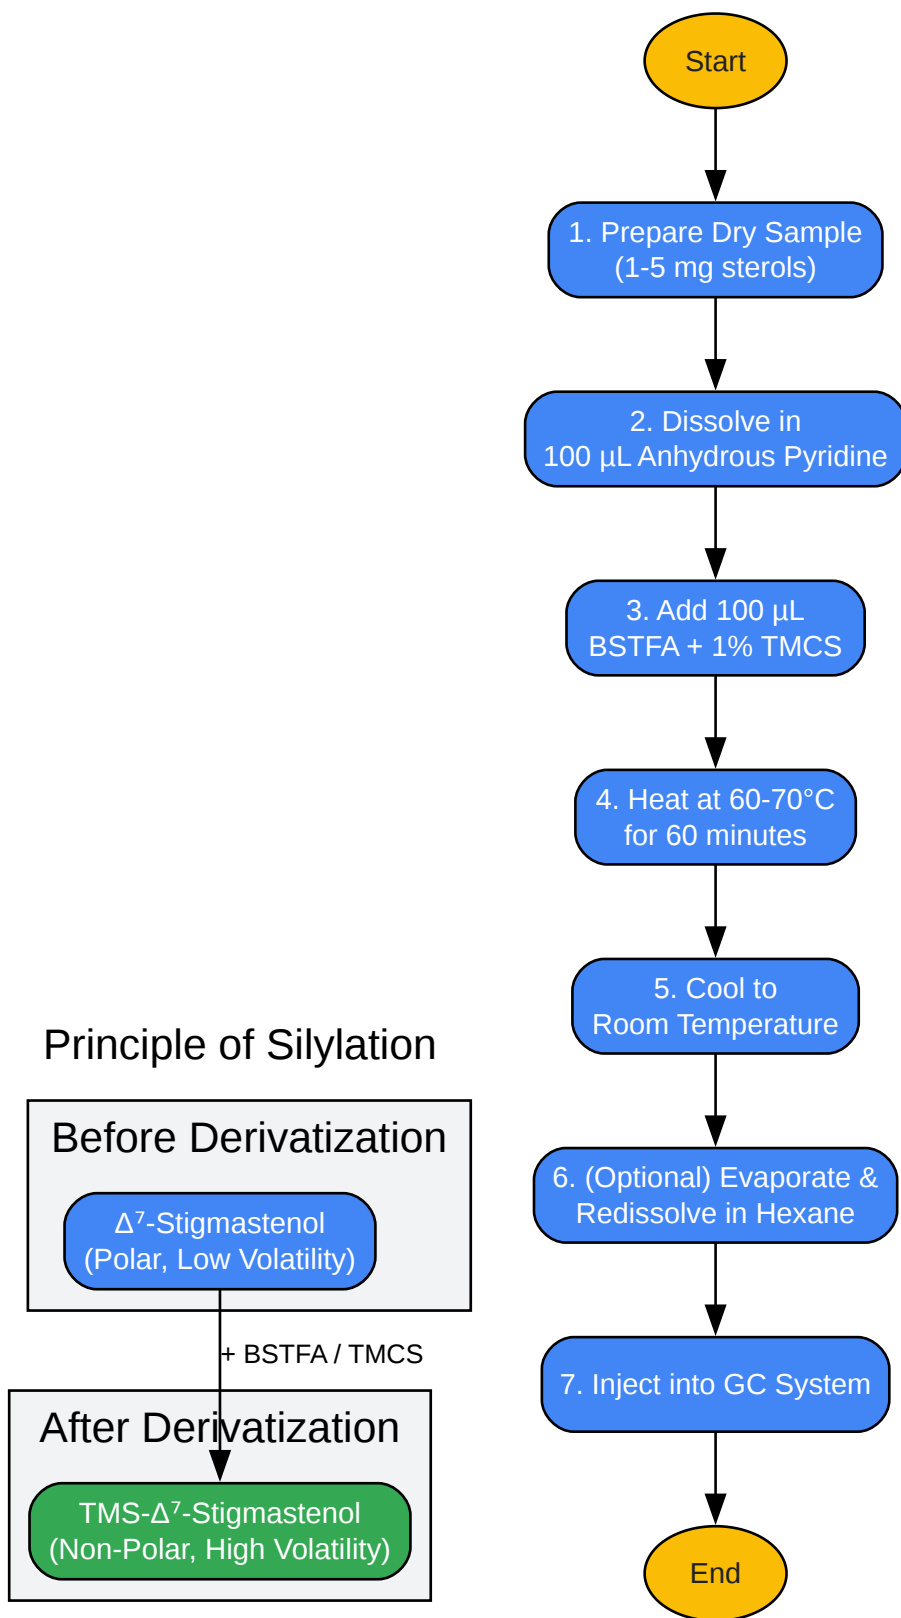 Start
1. Prepare Dry Sample
(1-5 mg sterols)
2. Dissolve in
100 µL Anhydrous Pyridine
3. Add 100 µL
BSTFA + 1% TMCS
4. Heat at 60-70°C
for 60 minutes
5. Cool to
Room Temperature
6. (Optional) Evaporate &
Redissolve in Hexane
7. Inject into GC System
End
Principle of Silylation
Before Derivatization
Δ⁷-Stigmastenol
(Polar, Low Volatility)
+ BSTFA / TMCS
After Derivatization
TMS-Δ⁷-Stigmastenol
(Non-Polar, High Volatility)